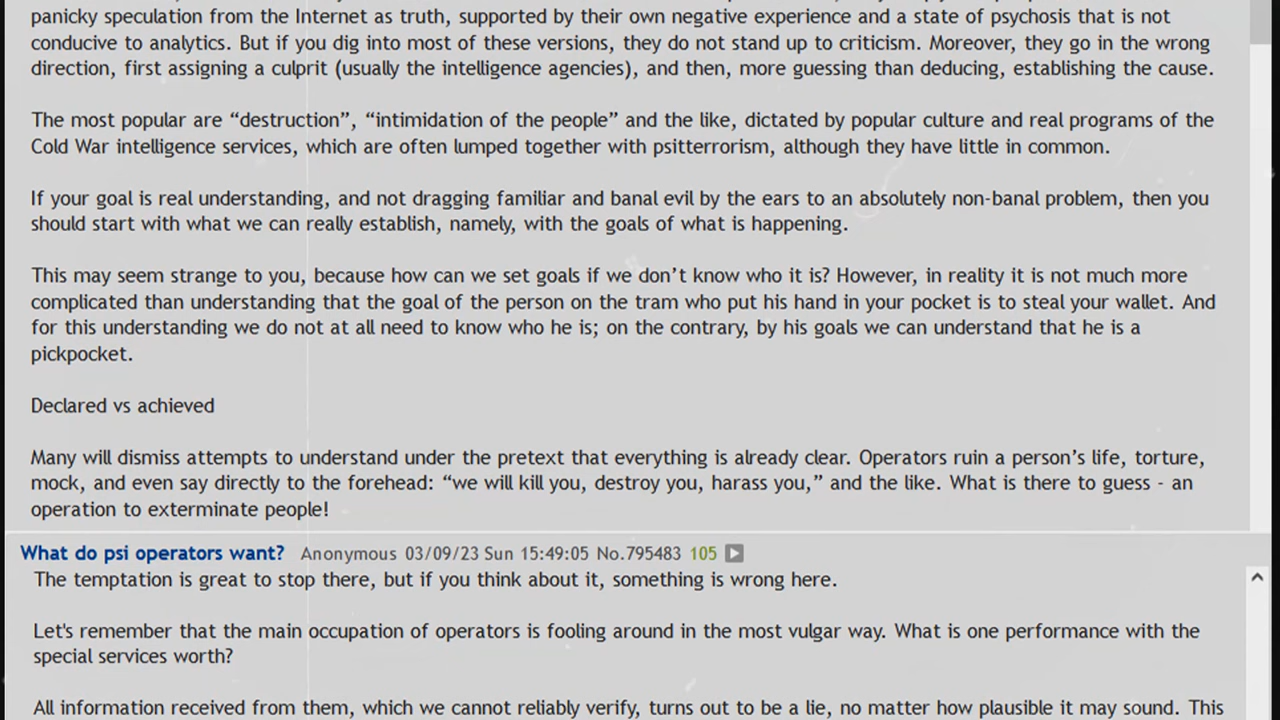 panicky speculation from the Internet as truth, supported by their own negative experience and a state of psychosis that is not
conducive to analytics. But if you dig into most of these versions, they do not stand up to criticism. Moreover, they go in the wrong
direction, first assigning a culprit (usually the intelligence agencies), and then, more guessing than deducing, establishing the cause.
The most popular are “destruction”, “intimidation of the people” and the like, dictated by popular culture and real programs of the
Cold War intelligence services, which are often lumped together with psitterrorism, although they have little in common.
If your goal is real understanding, and not dragging familiar and banal evil by the ears to an absolutely non-banal problem, then you
should start with what we can really establish, namely, with the goals of what is happening.
This may seem strange to you, because how can we set goals if we don’t know who it is? However, in reality it is not much more
complicated than understanding that the goal of the person on the tram who put his hand in your pocket is to steal your wallet. And
for this understanding we do not at all need to know who he is; on the contrary, by his goals we can understand that he is a
pickpocket.
Declared vs achieved
Many will dismiss attempts to understand under the pretext that everything is already clear. Operators ruin a person’s life, torture,
mock, and even say directly to the forehead: “we will kill you, destroy you, harass you,” and the like. What is there to guess - an
operation to exterminate people!
What do psi operators want? Anonymous 03/09/23 Sun 15:49:05 No.795483 105
The temptation is great to stop there, but if you think about it, something is wrong here.
Let's remember that the main occupation of operators is fooling around in the most vulgar way. What is one performance with the
special services worth?
All information received from them, which we cannot reliably verify, turns out to be a lie, no matter how plausible it may sound. This